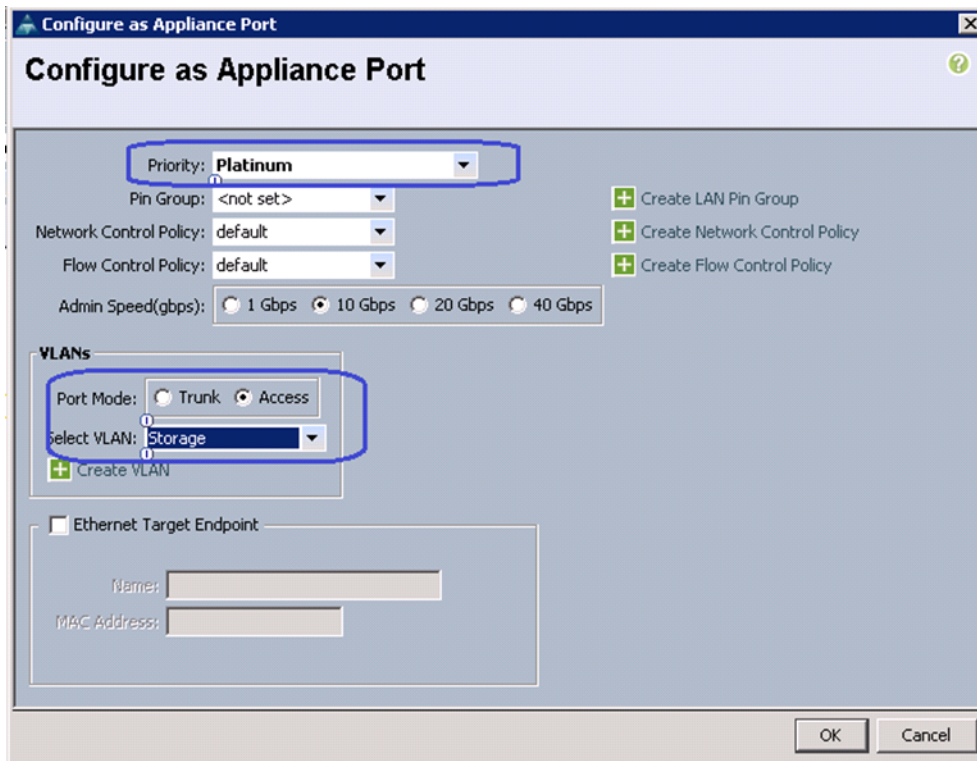 Configure as Appliance Port
Configure as Appliance Port
Priority: Platinum
Pin Group: <not set>
Create LAN Pin Group
Network Control Policy: default
Create Network Control Policy
Flow Control Policy: default
Create Flow Control Policy
Admin Speed(gbps): 1 Gbps 10 Gbps 20 Gbps 40 Gbps
VLANs
Port Mode: Trunk Access
Select VLAN: Storage
Create VLAN
Ethernet Target Endpoint
Name:
MAC Address:
OK Cancel